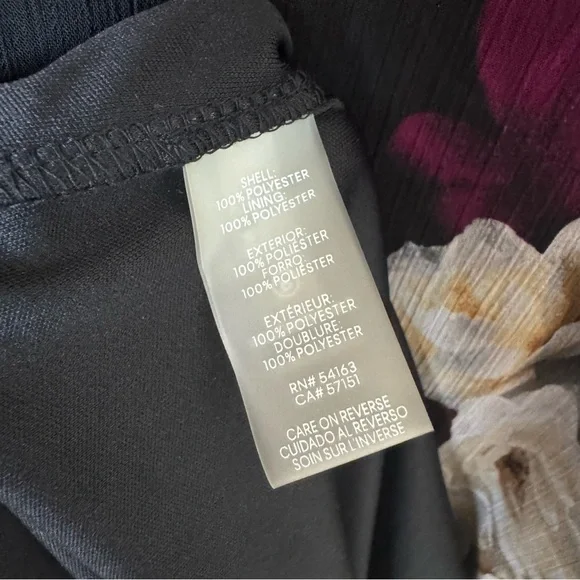 SHELL:
100% POLYESTER
LINING:
100% POLYESTER
EXTERIOR:
100% POLIÉSTER
FORRO:
100% POLIÉSTER
EXTÉRIEUR:
100% POLYESTER
DOUBLURE:
100% POLYESTER
RN# 54163
CA# 57151
CARE ON REVERSE
CUIDADO AL REVERSO
SOIN SUR L'INVERSE